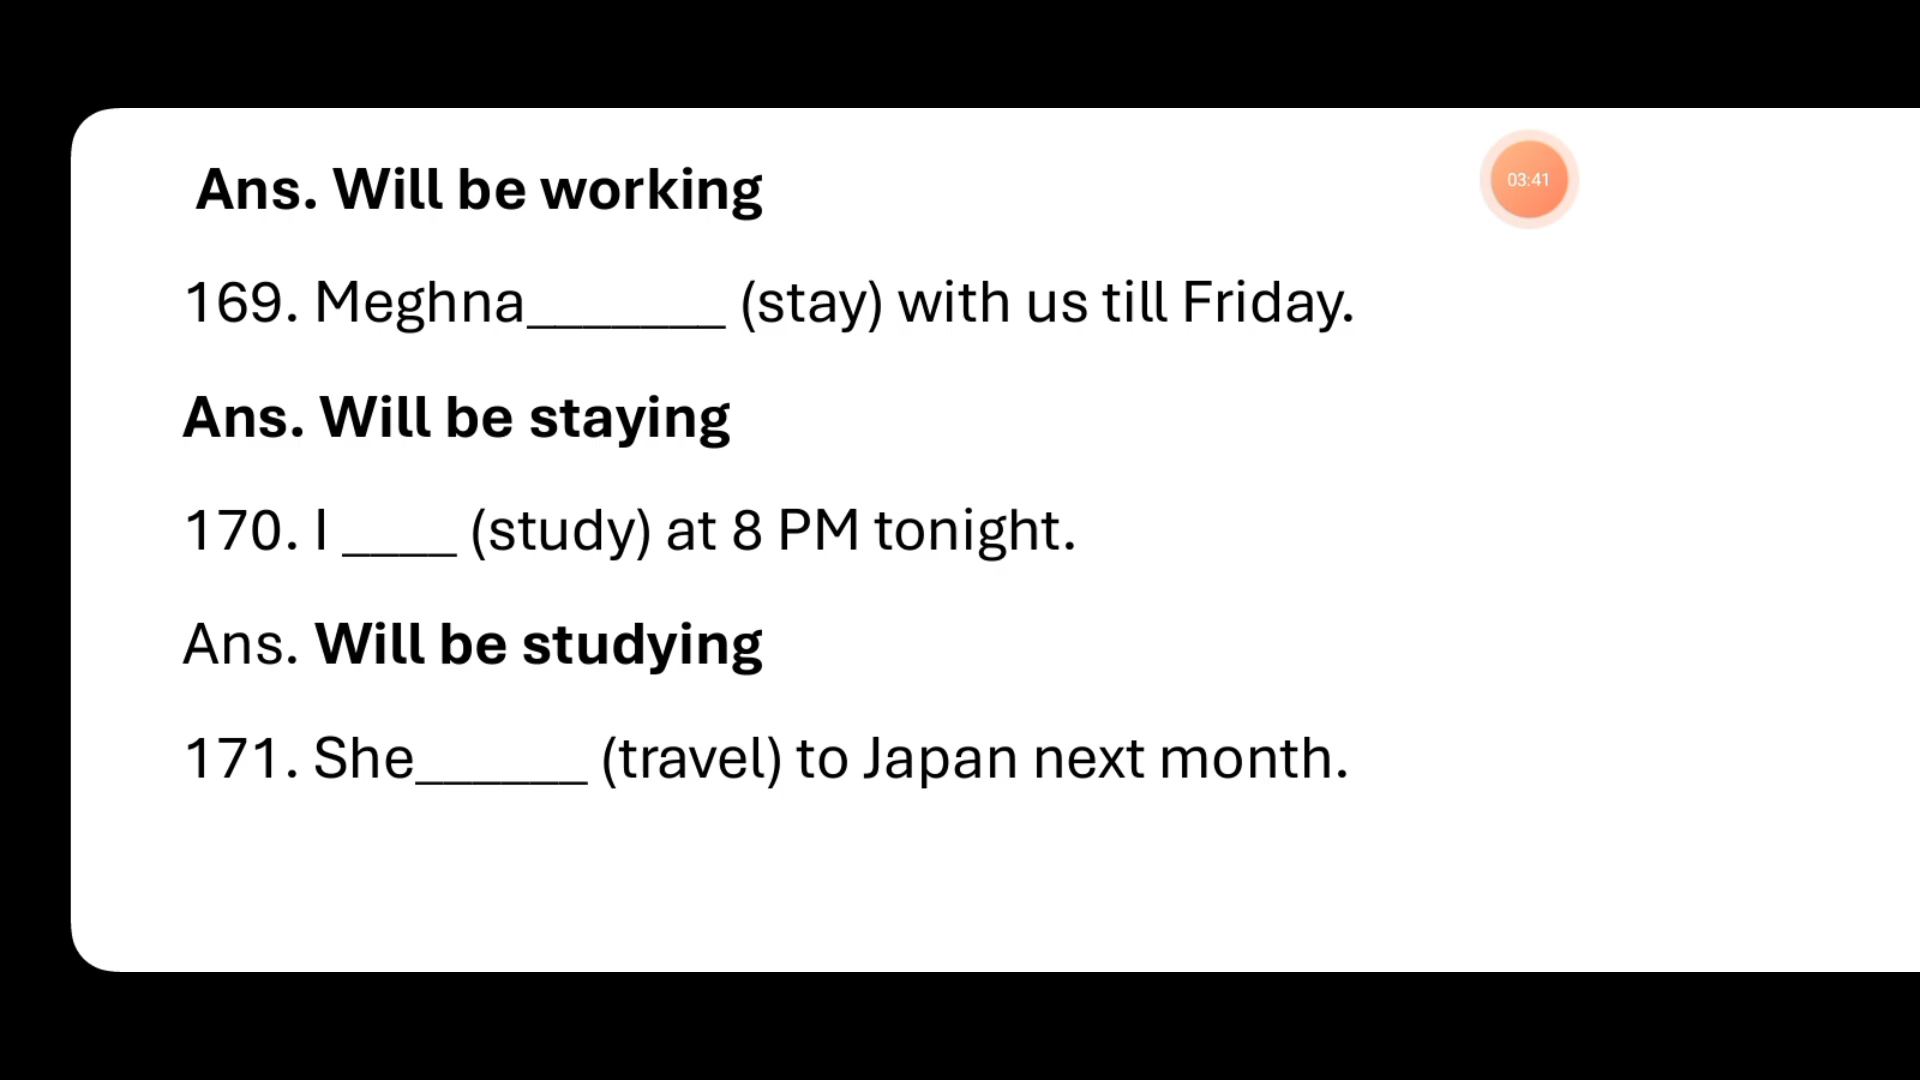 Ans. Will be working
03:41
169. Meghna_______ (stay) with us till Friday.
Ans. Will be staying
170. I ____ (study) at 8 PM tonight.
Ans. Will be studying
171. She______ (travel) to Japan next month.